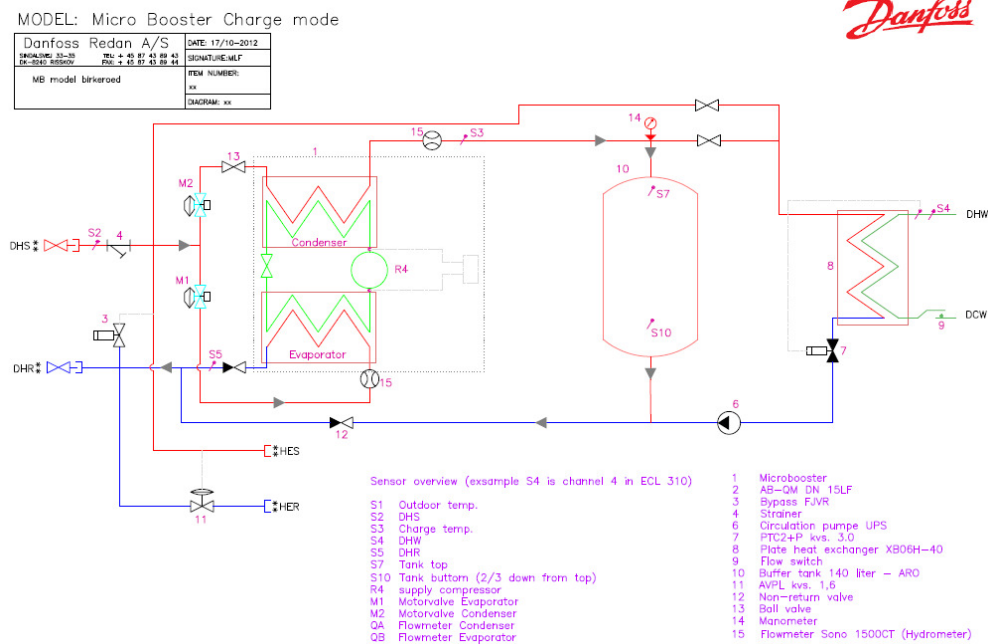 MODEL: Micro Booster Charge mode
Danfoss
Danfoss Redan A/S
DATE: 17/10-2012
SINDALSVEJ 33-35 TEL: + 45 87 43 89 43
DK-8240 RISSKOV FAX: + 45 87 43 89 44
SIGNATURE:MLF
MB model birkeroed
ITEM NUMBER:
xx
DIAGRAM: xx
15
S3
14
13
1
10
M2
S7
S4
DHW
Condenser
DHS
S2
4
R4
8
M1
3
S10
DCW
9
Evaporator
7
DHR
S5
15
6
12
HES
HER
11
Sensor overview (exsample S4 is channel 4 in ECL 310)
S1 Outdoor temp.
S2 DHS
S3 Charge temp.
S4 DHW
S5 DHR
S7 Tank top
S10 Tank buttom (2/3 down from top)
R4 supply compressor
M1 Motorvalve Evaporator
M2 Motorvalve Condenser
QA Flowmeter Condenser
QB Flowmeter Evaporator
1 Microbooster
2 AB-QM DN 15LF
3 Bypass FJVR
4 Strainer
6 Circulation pumpe UPS
7 PTC2+P kvs. 3.0
8 Plate heat exchanger XB06H-40
9 Flow switch
10 Buffer tank 140 liter - ARO
11 AVPL kvs. 1,6
12 Non-return valve
13 Ball valve
14 Manometer
15 Flowmeter Sono 1500CT (Hydrometer)